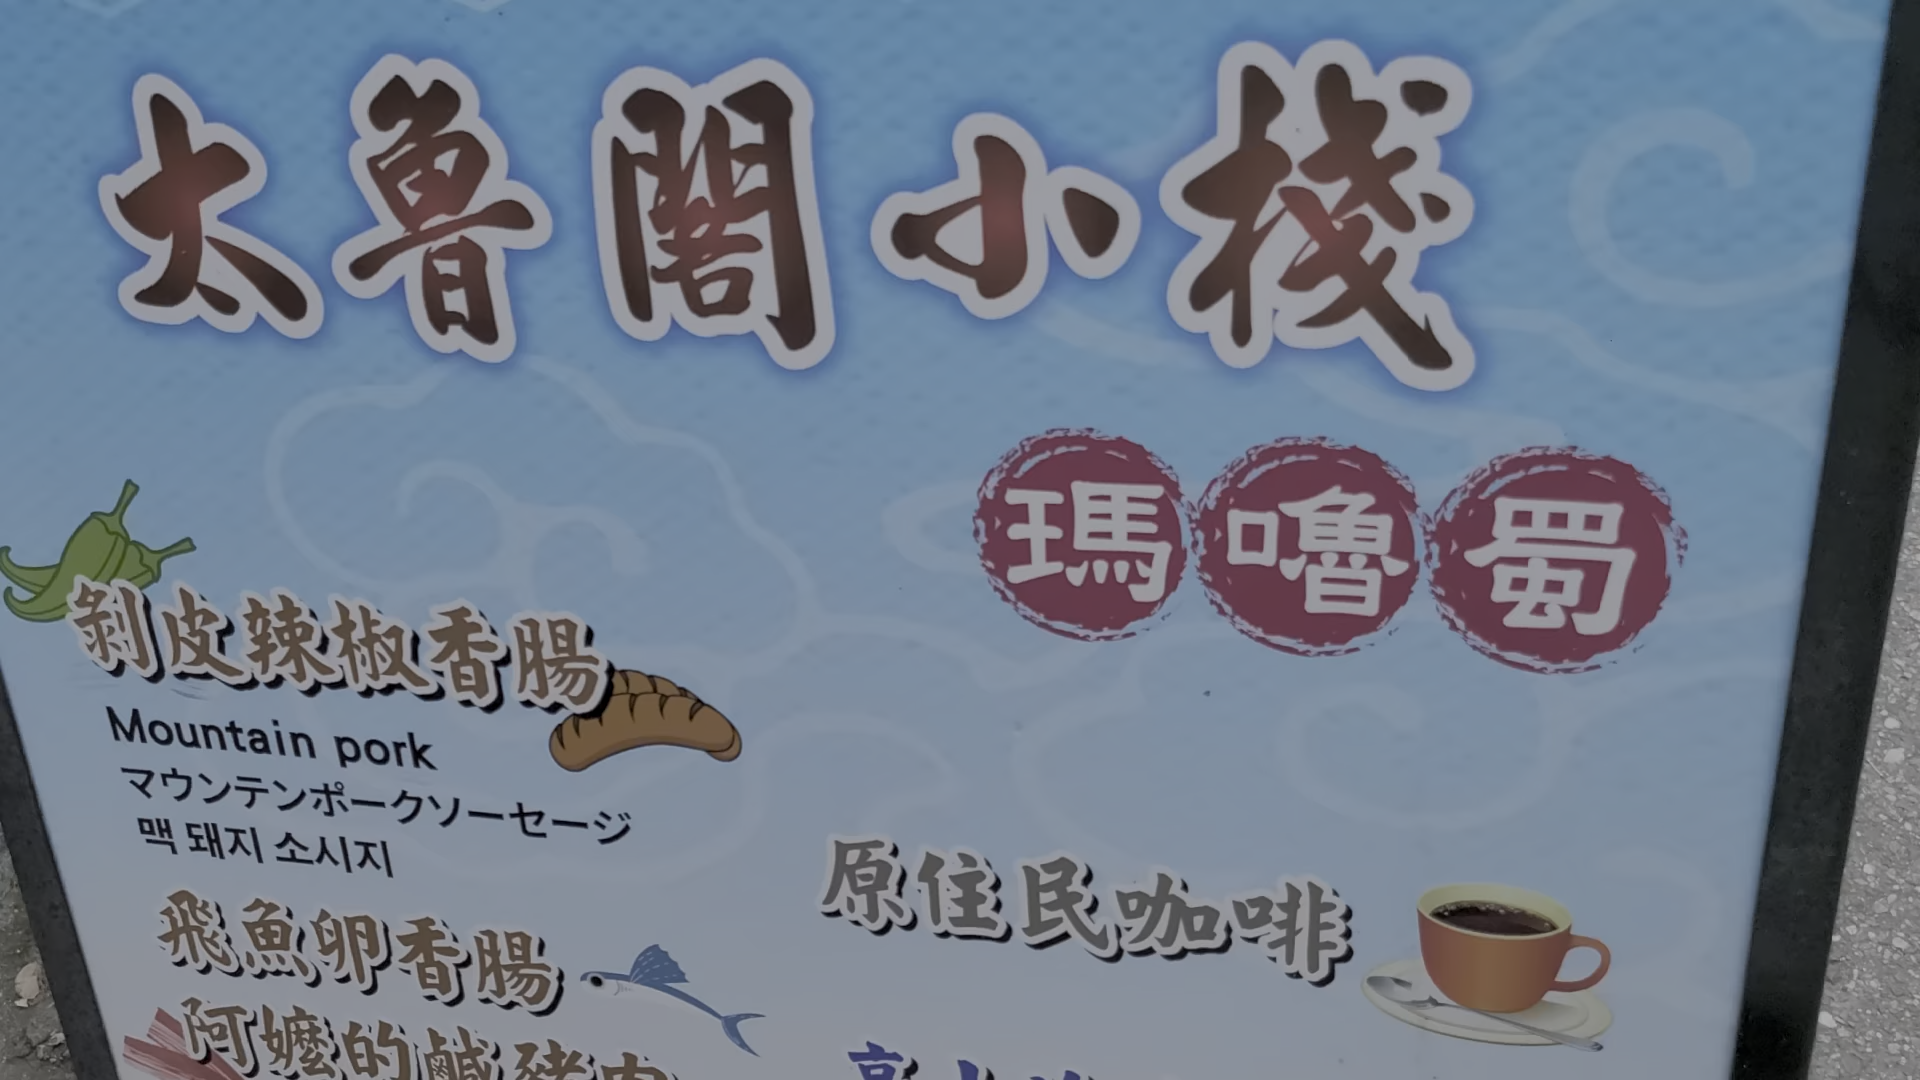 太魯閣小棧
瑪嚕蜀
剝皮辣椒香腸
Mountain pork
マウンテンポークソーセージ
맥 돼지 소시지
飛魚卵香腸
阿嬤的鹹豬肉
原住民咖啡